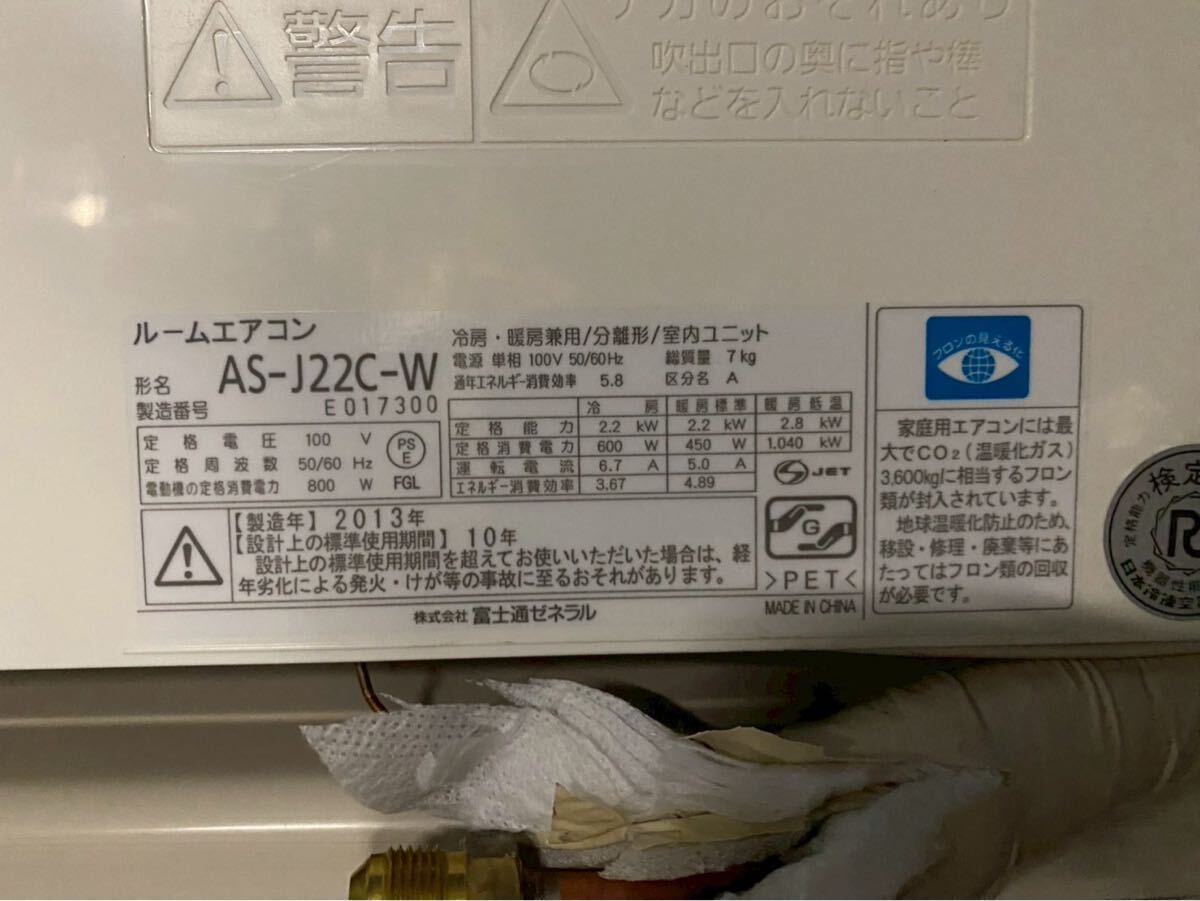 警告
吹出口の奥に指や棒
などを入れないこと
ルームエアコン
形名 AS-J22C-W
製造番号 E017300
定格電圧 100 V
定格周波数 50/60 Hz
電動機の定格消費電力 800 W
PS
E
FGL
冷房・暖房兼用/分離形/室内ユニット
電源 単相 100V 50/60Hz 総質量 7kg
通年エネルギー消費効率 5.8 区分名 A
冷房 暖房標準 暖房低温
定格能力 2.2 kW 2.2 kW 2.8 kW
定格消費電力 600 W 450 W 1.040 kW
運転電流 6.7 A 5.0 A
エネルギー消費効率 3.67 4.89
JET
【製造年】2013年
【設計上の標準使用期間】10年
設計上の標準使用期間を超えてお使いいただいた場合は、経
年劣化による発火・けが等の事故に至るおそれがあります。
G
>PET<
株式会社 富士通ゼネラル
MADE IN CHINA
フロンの見える化
家庭用エアコンには最
大でCO2(温暖化ガス)
3,600kgに相当するフロン
類が封入されています。
地球温暖化防止のため、
移設・修理・廃棄等にあ
たってはフロン類の回収
が必要です。
定格能力
検定